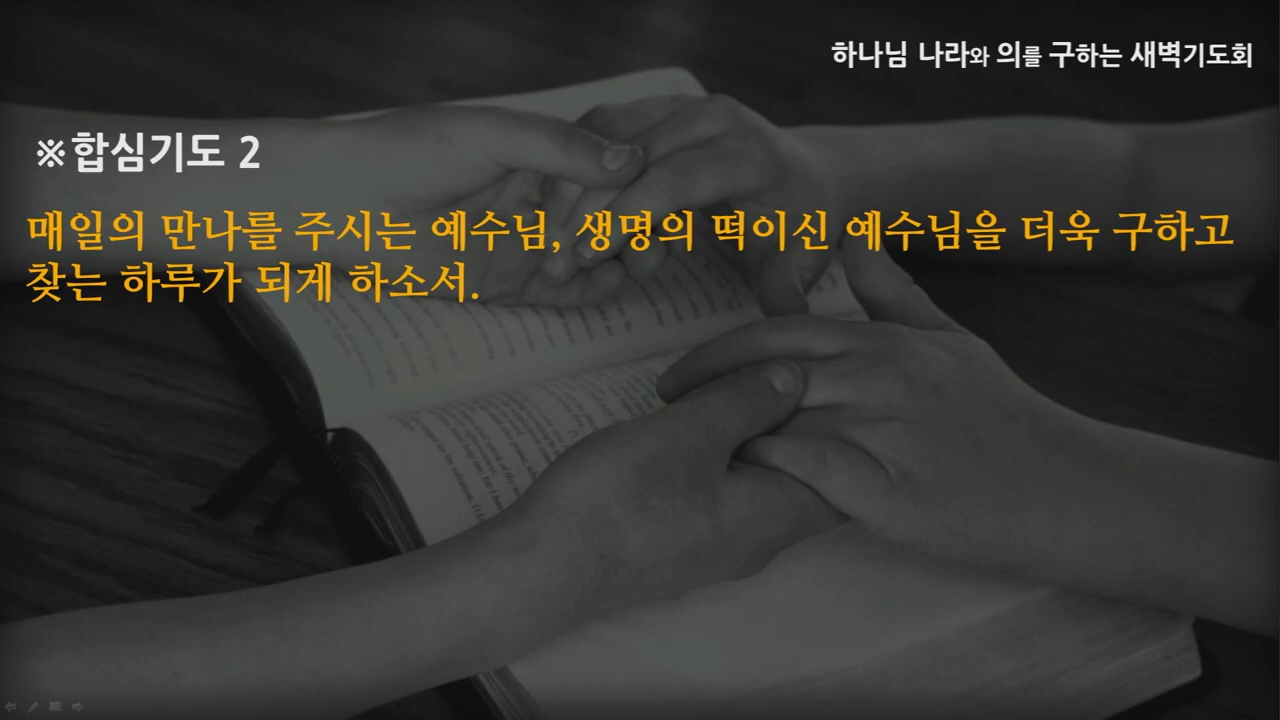 하나님 나라와 의를 구하는 새벽기도회
※합심기도 2
매일의 만나를 주시는 예수님, 생명의 떡이신 예수님을 더욱 구하고
찾는 하루가 되게 하소서.